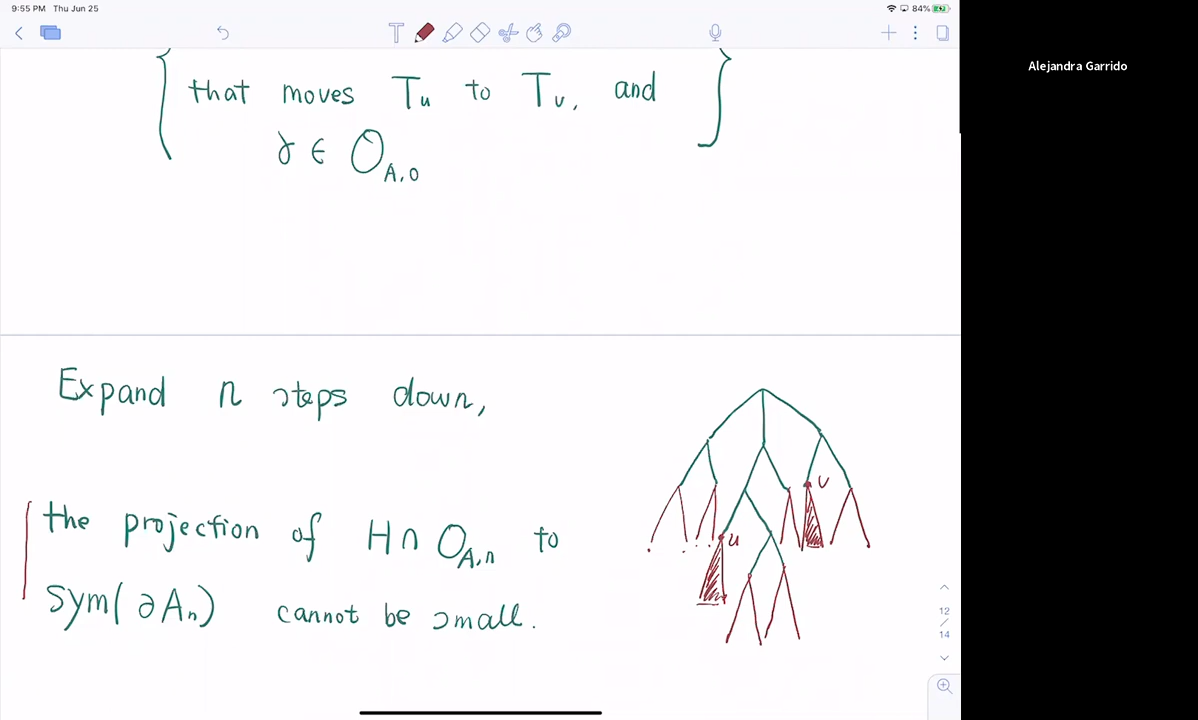 9:55 PM Thu Jun 25
84%
Alejandra Garrido
that moves T_u to T_v, and
γ ∈ O_{A,0}
Expand n steps down,
the projection of H ∩ O_{A,n} to
Sym(∂A_n) cannot be small.
v
u
12
/
14